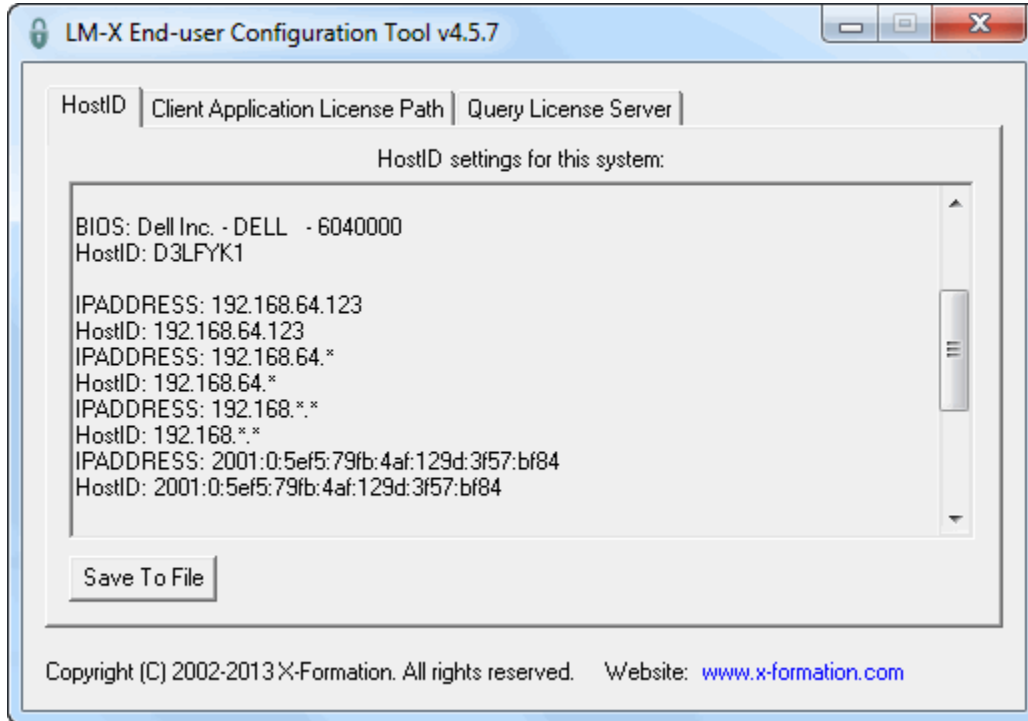 LM-X End-user Configuration Tool v4.5.7
HostID
Client Application License Path
Query License Server
HostID settings for this system:
BIOS: Dell Inc. - DELL   - 6040000
HostID: D3LFYK1
IPADDRESS: 192.168.64.123
HostID: 192.168.64.123
IPADDRESS: 192.168.64.*
HostID: 192.168.64.*
IPADDRESS: 192.168.*.*
HostID: 192.168.*.*
IPADDRESS: 2001:0:5ef5:79fb:4af:129d:3f57:bf84
HostID: 2001:0:5ef5:79fb:4af:129d:3f57:bf84
Save To File
Copyright (C) 2002-2013 X-Formation. All rights reserved. Website: www.x-formation.com